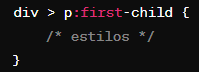 div > p:first-child {
/* estilos */
}